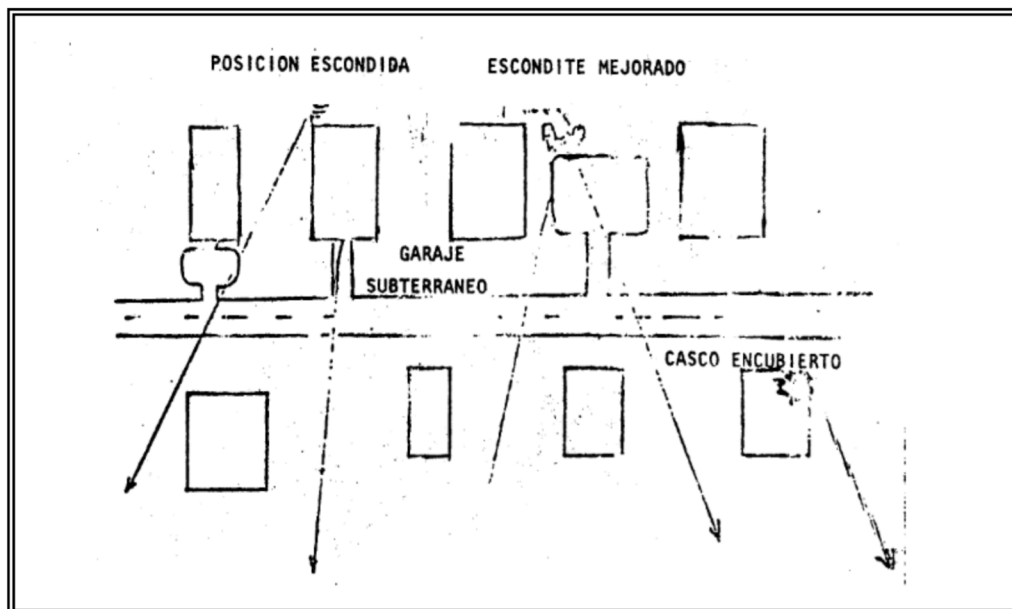 POSICION ESCONDIDA
ESCONDITE MEJORADO
GARAJE
SUBTERRANEO
CASCO ENCUBIERTO